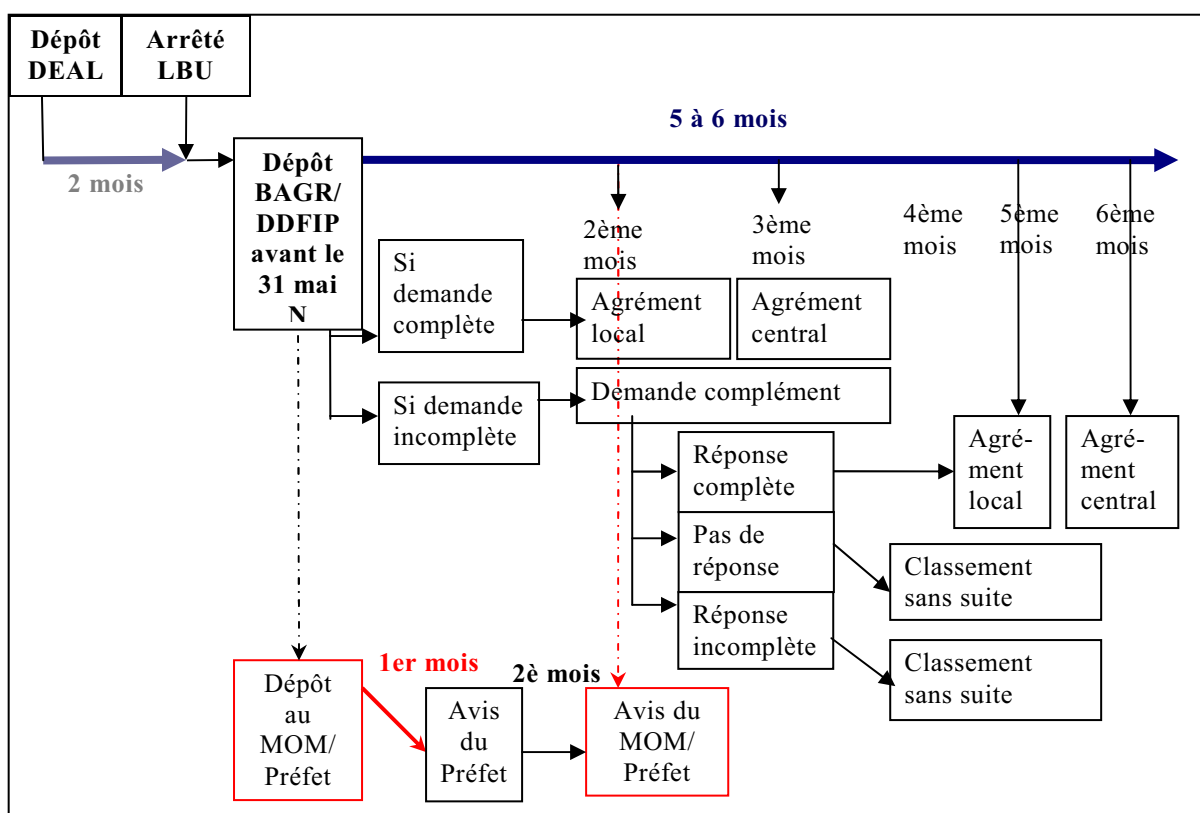 Dépôt
DEAL
Arrêté
LBU
5 à 6 mois
2 mois
Dépôt
BAGR/
DDFIP
avant le
31 mai
N
2ème
mois
3ème
mois
4ème
mois
5ème
mois
6ème
mois
Si
demande
complète
Agrément
local
Agrément
central
Si demande
incomplète
Demande complément
Réponse
complète
Agré-
ment
local
Agré-
ment
central
Pas de
réponse
Classement
sans suite
Réponse
incomplète
Classement
sans suite
1er mois
2è mois
Dépôt
au
MOM/
Préfet
Avis
du
Préfet
Avis du
MOM/
Préfet